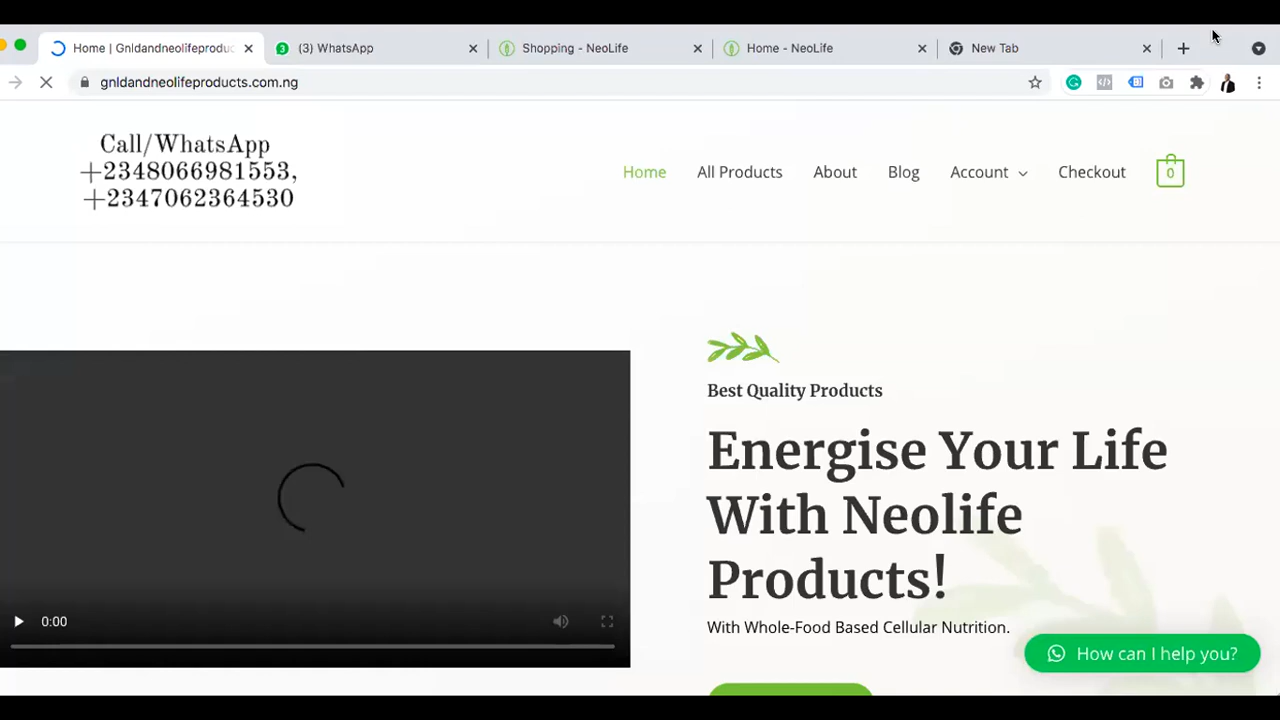 Home | Gnldandneolifeproduc
(3) WhatsApp
Shopping - NeoLife
Home - NeoLife
New Tab
gnldandneolifeproducts.com.ng
Call/WhatsApp
+2348066981553,
+2347062364530
Home
All Products
About
Blog
Account
Checkout
0
Best Quality Products
Energise Your Life
With Neolife
Products!
With Whole-Food Based Cellular Nutrition.
0:00
How can I help you?